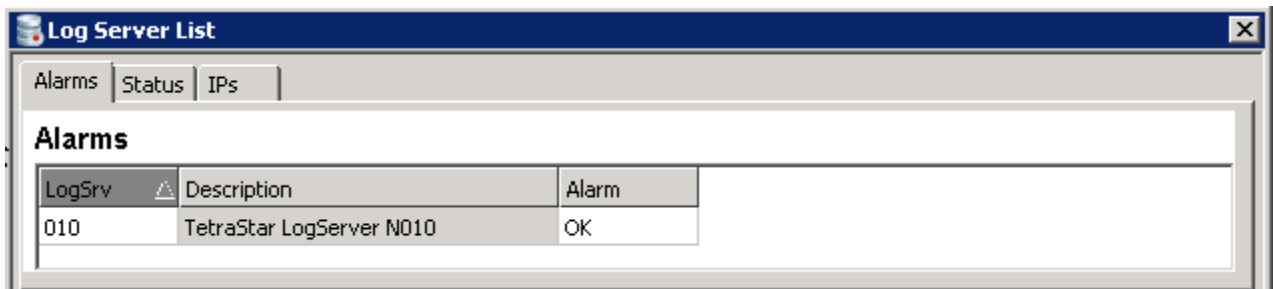 Log Server List
Alarms Status IPs
Alarms
LogSrv Description Alarm
010 TetraStar LogServer N010 OK